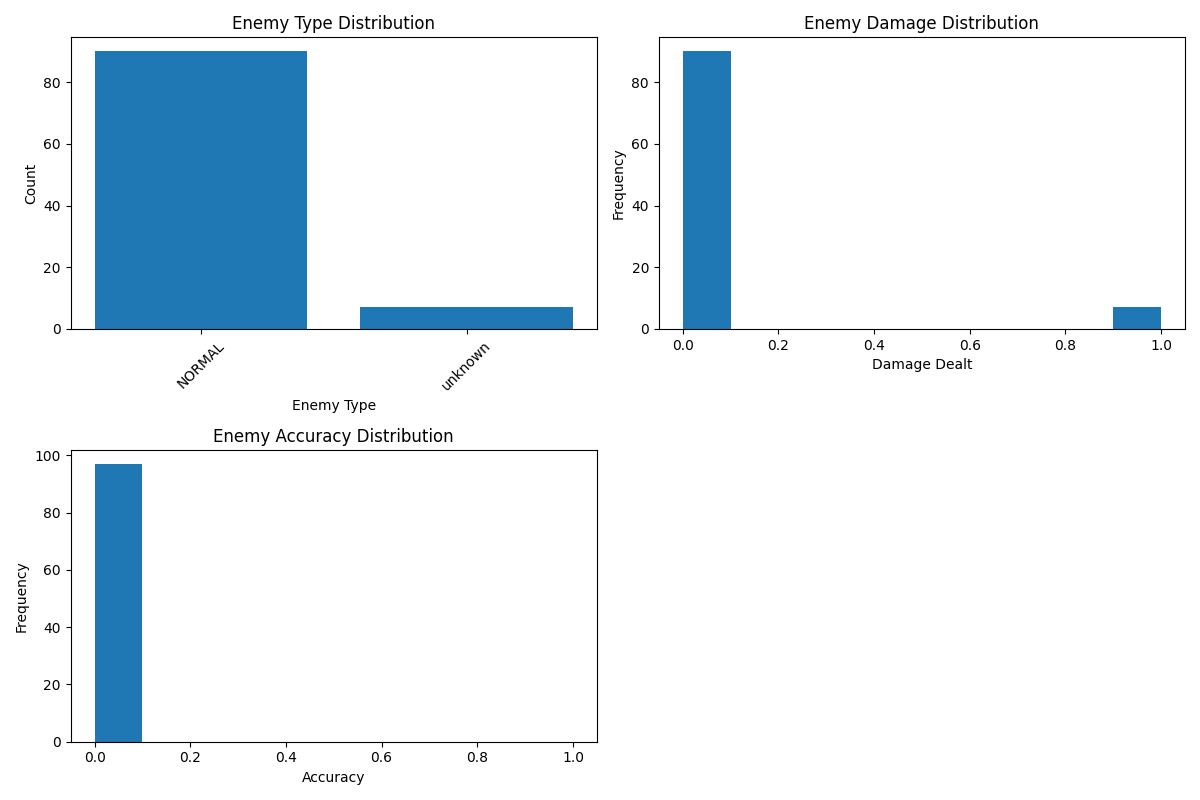 Enemy Type Distribution
Count
80
60
40
20
0
NORMAL
unknown
Enemy Type
Enemy Damage Distribution
Frequency
80
60
40
20
0
0.0 0.2 0.4 0.6 0.8 1.0
Damage Dealt
Enemy Accuracy Distribution
Frequency
100
80
60
40
20
0
0.0 0.2 0.4 0.6 0.8 1.0
Accuracy